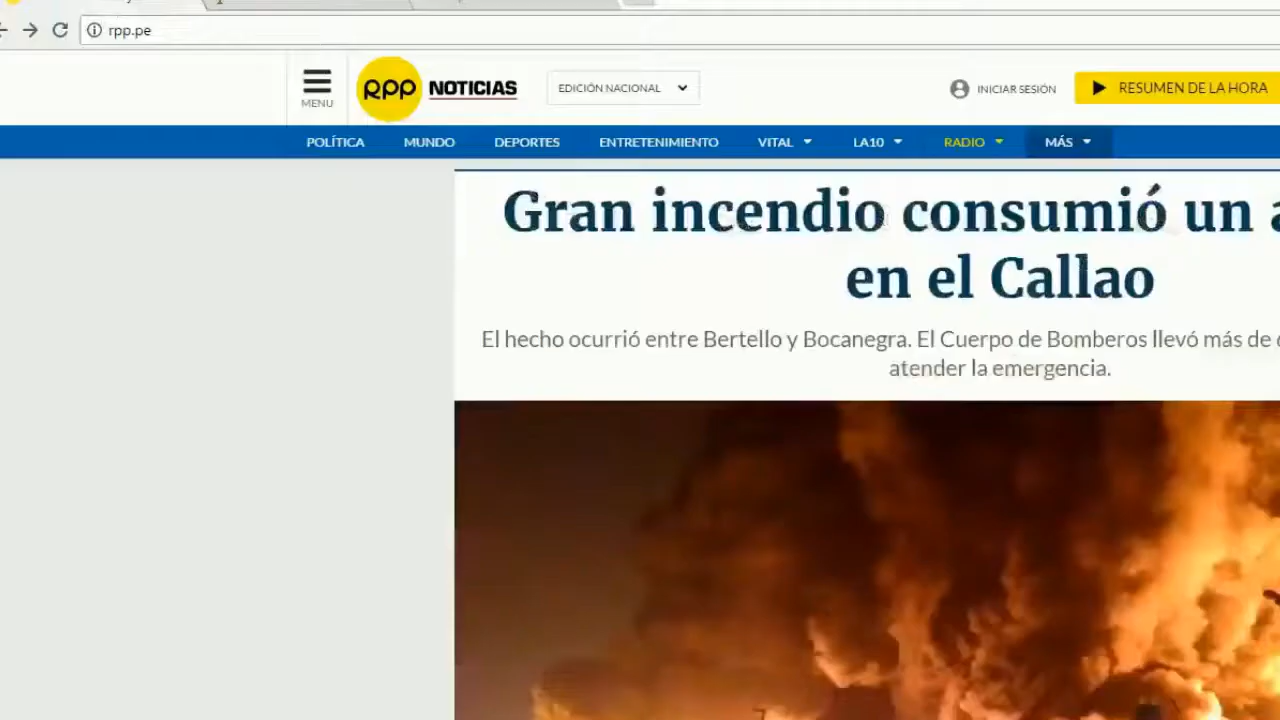 rpp.pe
MENU
rpp NOTICIAS
EDICIÓN NACIONAL
INICIAR SESIÓN
RESUMEN DE LA HORA
POLÍTICA
MUNDO
DEPORTES
ENTRETENIMIENTO
VITAL
LA10
RADIO
MÁS
Gran incendio consumió un
en el Callao
El hecho ocurrió entre Bertello y Bocanegra. El Cuerpo de Bomberos llevó más de
atender la emergencia.